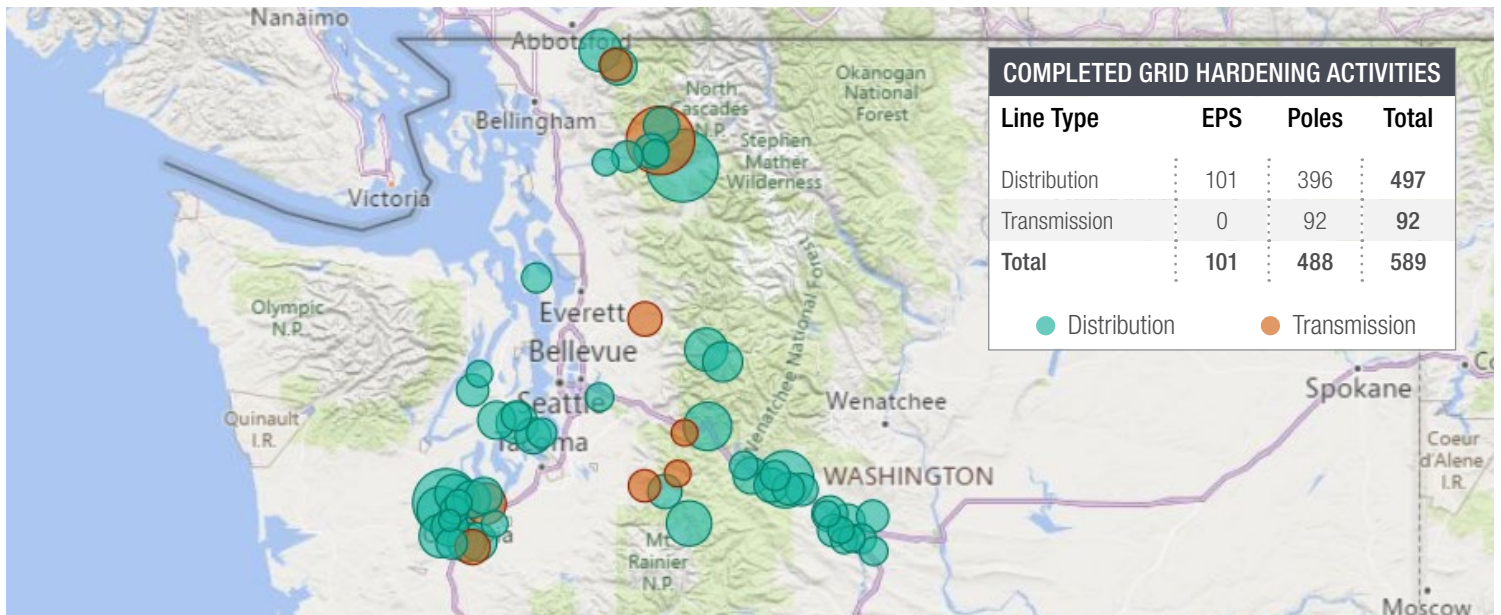 Nanaimo
Abbotsford
Bellingham
North
Cascades
N.P.
Okanogan
National
Forest
Stephen
Mather
Wilderness
Victoria
COMPLETED GRID HARDENING ACTIVITIES
Line Type EPS Poles Total
Distribution 101 396 497
Transmission 0 92 92
Total 101 488 589
Distribution Transmission
Olympic
N.P.
Everett
Bellevue
Seattle
Tacoma
Wenatchee National Forest
Wenatchee
Spokane
Quinault
I.R.
WASHINGTON
Coeur
d'Alene
I.R.
Mt
Rainier
N.P.
Moscow